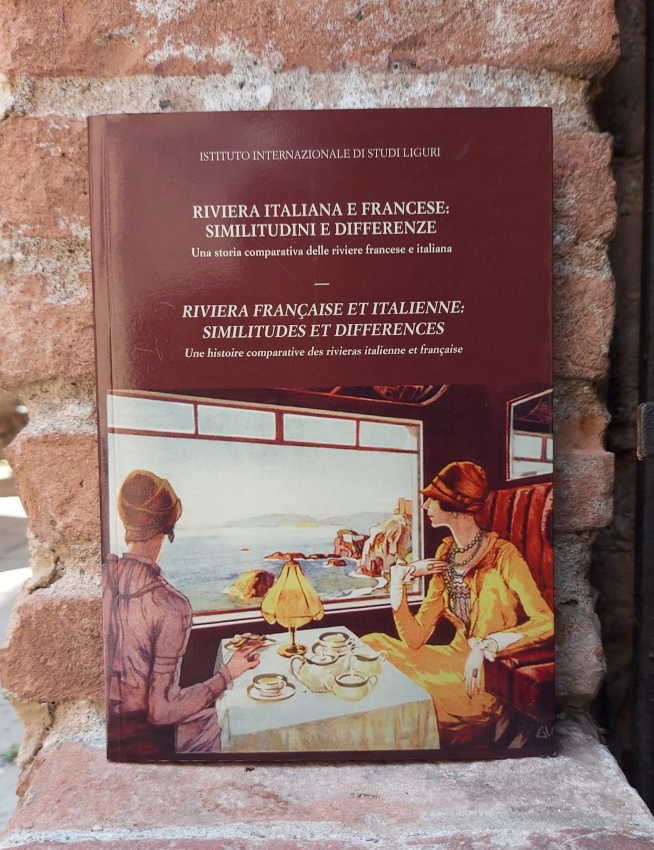 ISTITUTO INTERNAZIONALE DI STUDI LIGURI
RIVIERA ITALIANA E FRANCESE:
SIMILITUDINI E DIFFERENZE
Una storia comparativa delle riviere francese e italiana
—
RIVIERA FRANÇAISE ET ITALIENNE:
SIMILITUDES ET DIFFERENCES
Une histoire comparative des rivieras italienne et française